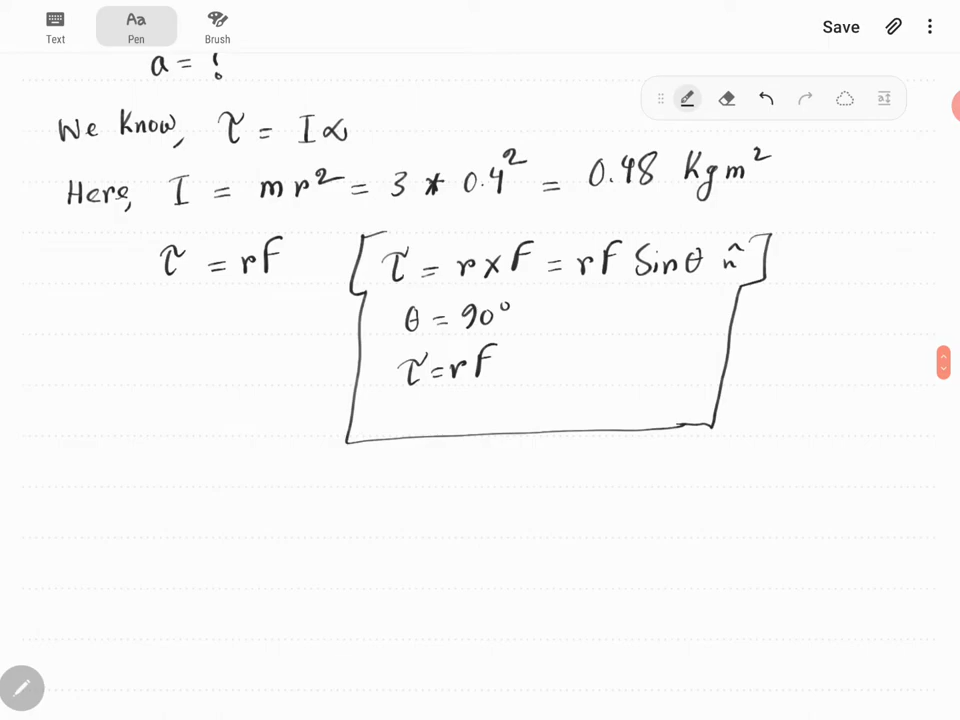 Text
Aa
Pen
Brush
Save
a = ?
We Know, τ = Iα
Here, I = mr² = 3 * 0.4² = 0.48 Kgm²
τ = rF [τ = r×F = rF Sinθ n̂]
θ = 90°
τ = rF